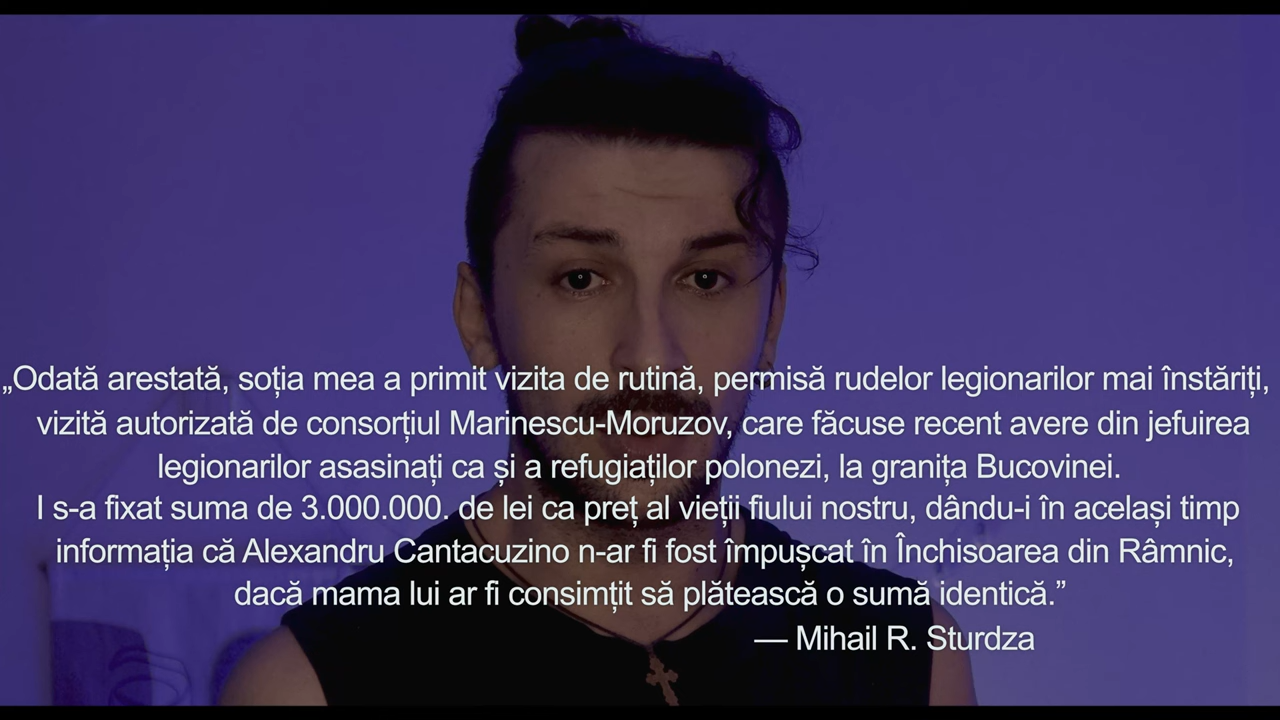 „Odată arestată, soția mea a primit vizita de rutină, permisă rudelor legionarilor mai înstăriți,
vizită autorizată de consorțiul Marinescu-Moruzov, care făcuse recent avere din jefuirea
legionarilor asasinați ca și a refugiaților polonezi, la granița Bucovinei.
I s-a fixat suma de 3.000.000. de lei ca preț al vieții fiului nostru, dându-i în același timp
informația că Alexandru Cantacuzino n-ar fi fost împușcat în Închisoarea din Râmnic,
dacă mama lui ar fi consimțit să plătească o sumă identică.”
— Mihail R. Sturdza